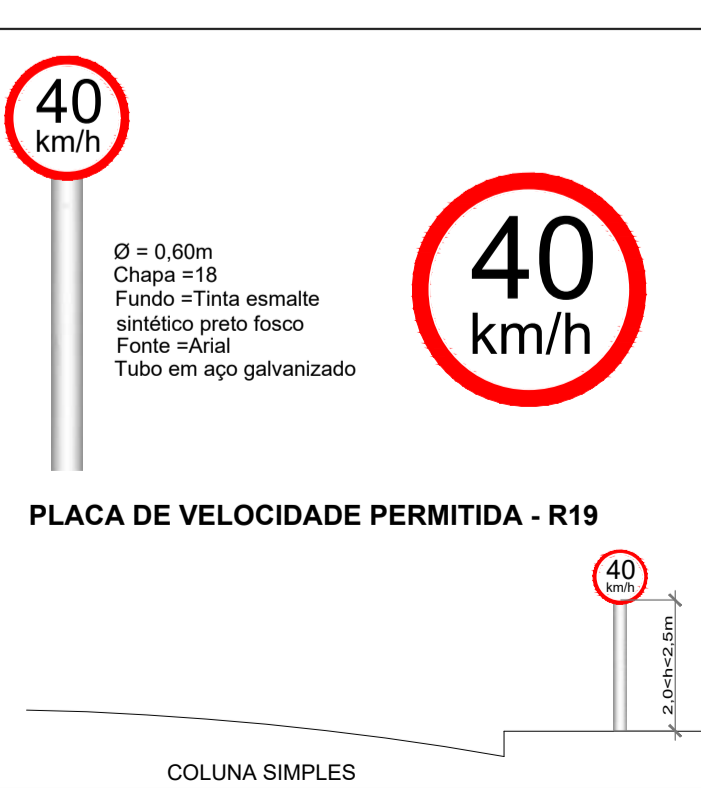 40
km/h
Ø = 0,60m
Chapa =18
Fundo =Tinta esmalte
sintético preto fosco
Fonte =Arial
Tubo em aço galvanizado
40
km/h
PLACA DE VELOCIDADE PERMITIDA - R19
40
km/h
2,0<h<2,5m
COLUNA SIMPLES